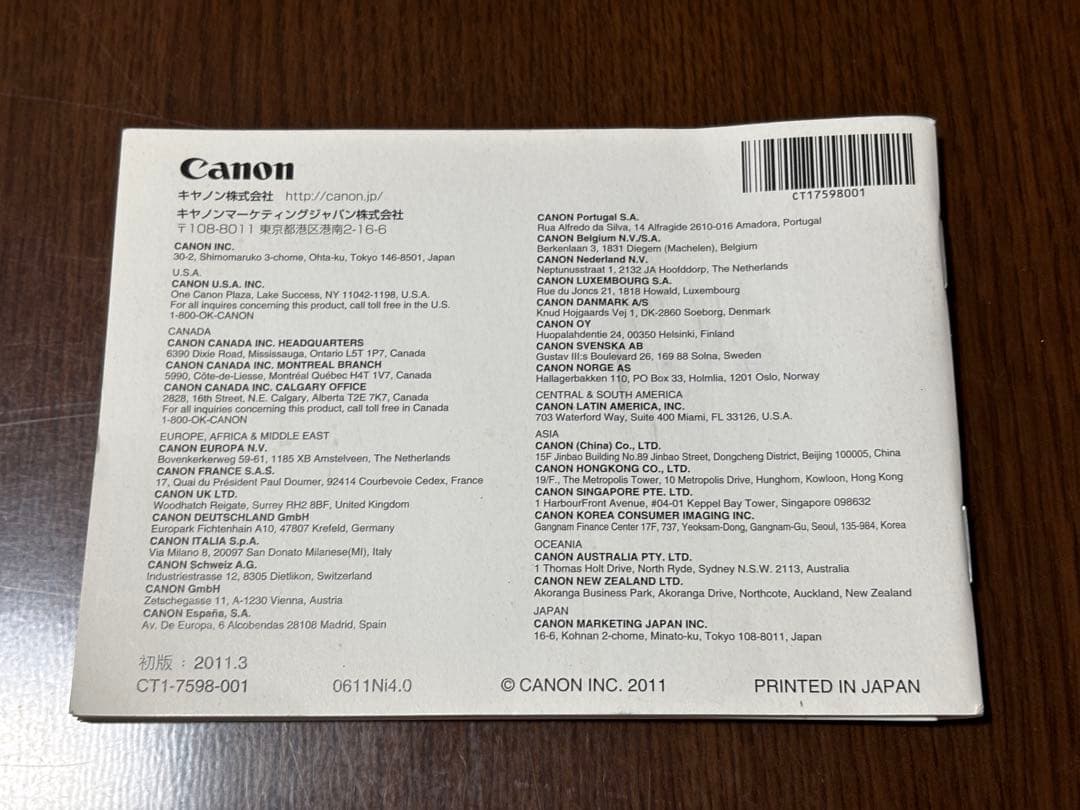 Canon
キヤノン株式会社 http://canon.jp/
キヤノンマーケティングジャパン株式会社
〒108-8011 東京都港区港南2-16-6
CANON INC.
30-2, Shimomaruko 3-chome, Ohta-ku, Tokyo 146-8501, Japan
U.S.A.
CANON U.S.A. INC.
One Canon Plaza, Lake Success, NY 11042-1198, U.S.A.
For all inquires concerning this product, call toll free in the U.S.
1-800-OK-CANON
CANADA
CANON CANADA INC. HEADQUARTERS
6390 Dixie Road, Mississauga, Ontario L5T 1P7, Canada
CANON CANADA INC. MONTREAL BRANCH
5990, Côte-de-Liesse, Montréal Québec H4T 1V7, Canada
CANON CANADA INC. CALGARY OFFICE
2828, 16th Street, N.E. Calgary, Alberta T2E 7K7, Canada
For all inquiries concerning this product, call toll free in Canada
1-800-OK-CANON
EUROPE, AFRICA & MIDDLE EAST
CANON EUROPA N.V.
Bovenkerkerweg 59-61, 1185 XB Amstelveen, The Netherlands
CANON FRANCE S.A.S.
17, Quai du Président Paul Doumer, 92414 Courbevoie Cedex, France
CANON UK LTD.
Woodhatch Reigate, Surrey RH2 8BF, United Kingdom
CANON DEUTSCHLAND GmbH
Europark Fichtenhain A10, 47807 Krefeld, Germany
CANON ITALIA S.p.A.
Via Milano 8, 20097 San Donato Milanese(MI), Italy
CANON Schweiz A.G.
Industriestrasse 12, 8305 Dietlikon, Switzerland
CANON GmbH
Zetschegasse 11, A-1230 Vienna, Austria
CANON España, S.A.
Av. De Europa, 6 Alcobendas 28108 Madrid, Spain
CT17598001
CANON Portugal S.A.
Rua Alfredo da Silva, 14 Alfragide 2610-016 Amadora, Portugal
CANON Belgium N.V./S.A.
Berkenlaan 3, 1831 Diegem (Machelen), Belgium
CANON Nederland N.V.
Neptunusstraat 1, 2132 JA Hoofddorp, The Netherlands
CANON LUXEMBOURG S.A.
Rue du Joncs 21, 1818 Howald, Luxembourg
CANON DANMARK A/S
Knud Hojgaards Vej 1, DK-2860 Soeborg, Denmark
CANON OY
Huopalahdentie 24, 00350 Helsinki, Finland
CANON SVENSKA AB
Gustav III:s Boulevard 26, 169 88 Solna, Sweden
CANON NORGE AS
Hallagerbakken 110, PO Box 33, Holmlia, 1201 Oslo, Norway
CENTRAL & SOUTH AMERICA
CANON LATIN AMERICA, INC.
703 Waterford Way, Suite 400 Miami, FL 33126, U.S.A.
ASIA
CANON (China) Co., LTD.
15F Jinbao Building No.89 Jinbao Street, Dongcheng District, Beijing 100005, China
CANON HONGKONG CO., LTD.
19/F., The Metropolis Tower, 10 Metropolis Drive, Hunghom, Kowloon, Hong Kong
CANON SINGAPORE PTE. LTD.
1 HarbourFront Avenue, #04-01 Keppel Bay Tower, Singapore 098632
CANON KOREA CONSUMER IMAGING INC.
Gangnam Finance Center 17F, 737, Yeoksam-Dong, Gangnam-Gu, Seoul, 135-984, Korea
OCEANIA
CANON AUSTRALIA PTY. LTD.
1 Thomas Holt Drive, North Ryde, Sydney N.S.W. 2113, Australia
CANON NEW ZEALAND LTD.
Akoranga Business Park, Akoranga Drive, Northcote, Auckland, New Zealand
JAPAN
CANON MARKETING JAPAN INC.
16-6, Kohnan 2-chome, Minato-ku, Tokyo 108-8011, Japan
初版：2011.3
CT1-7598-001 0611Ni4.0 © CANON INC. 2011 PRINTED IN JAPAN